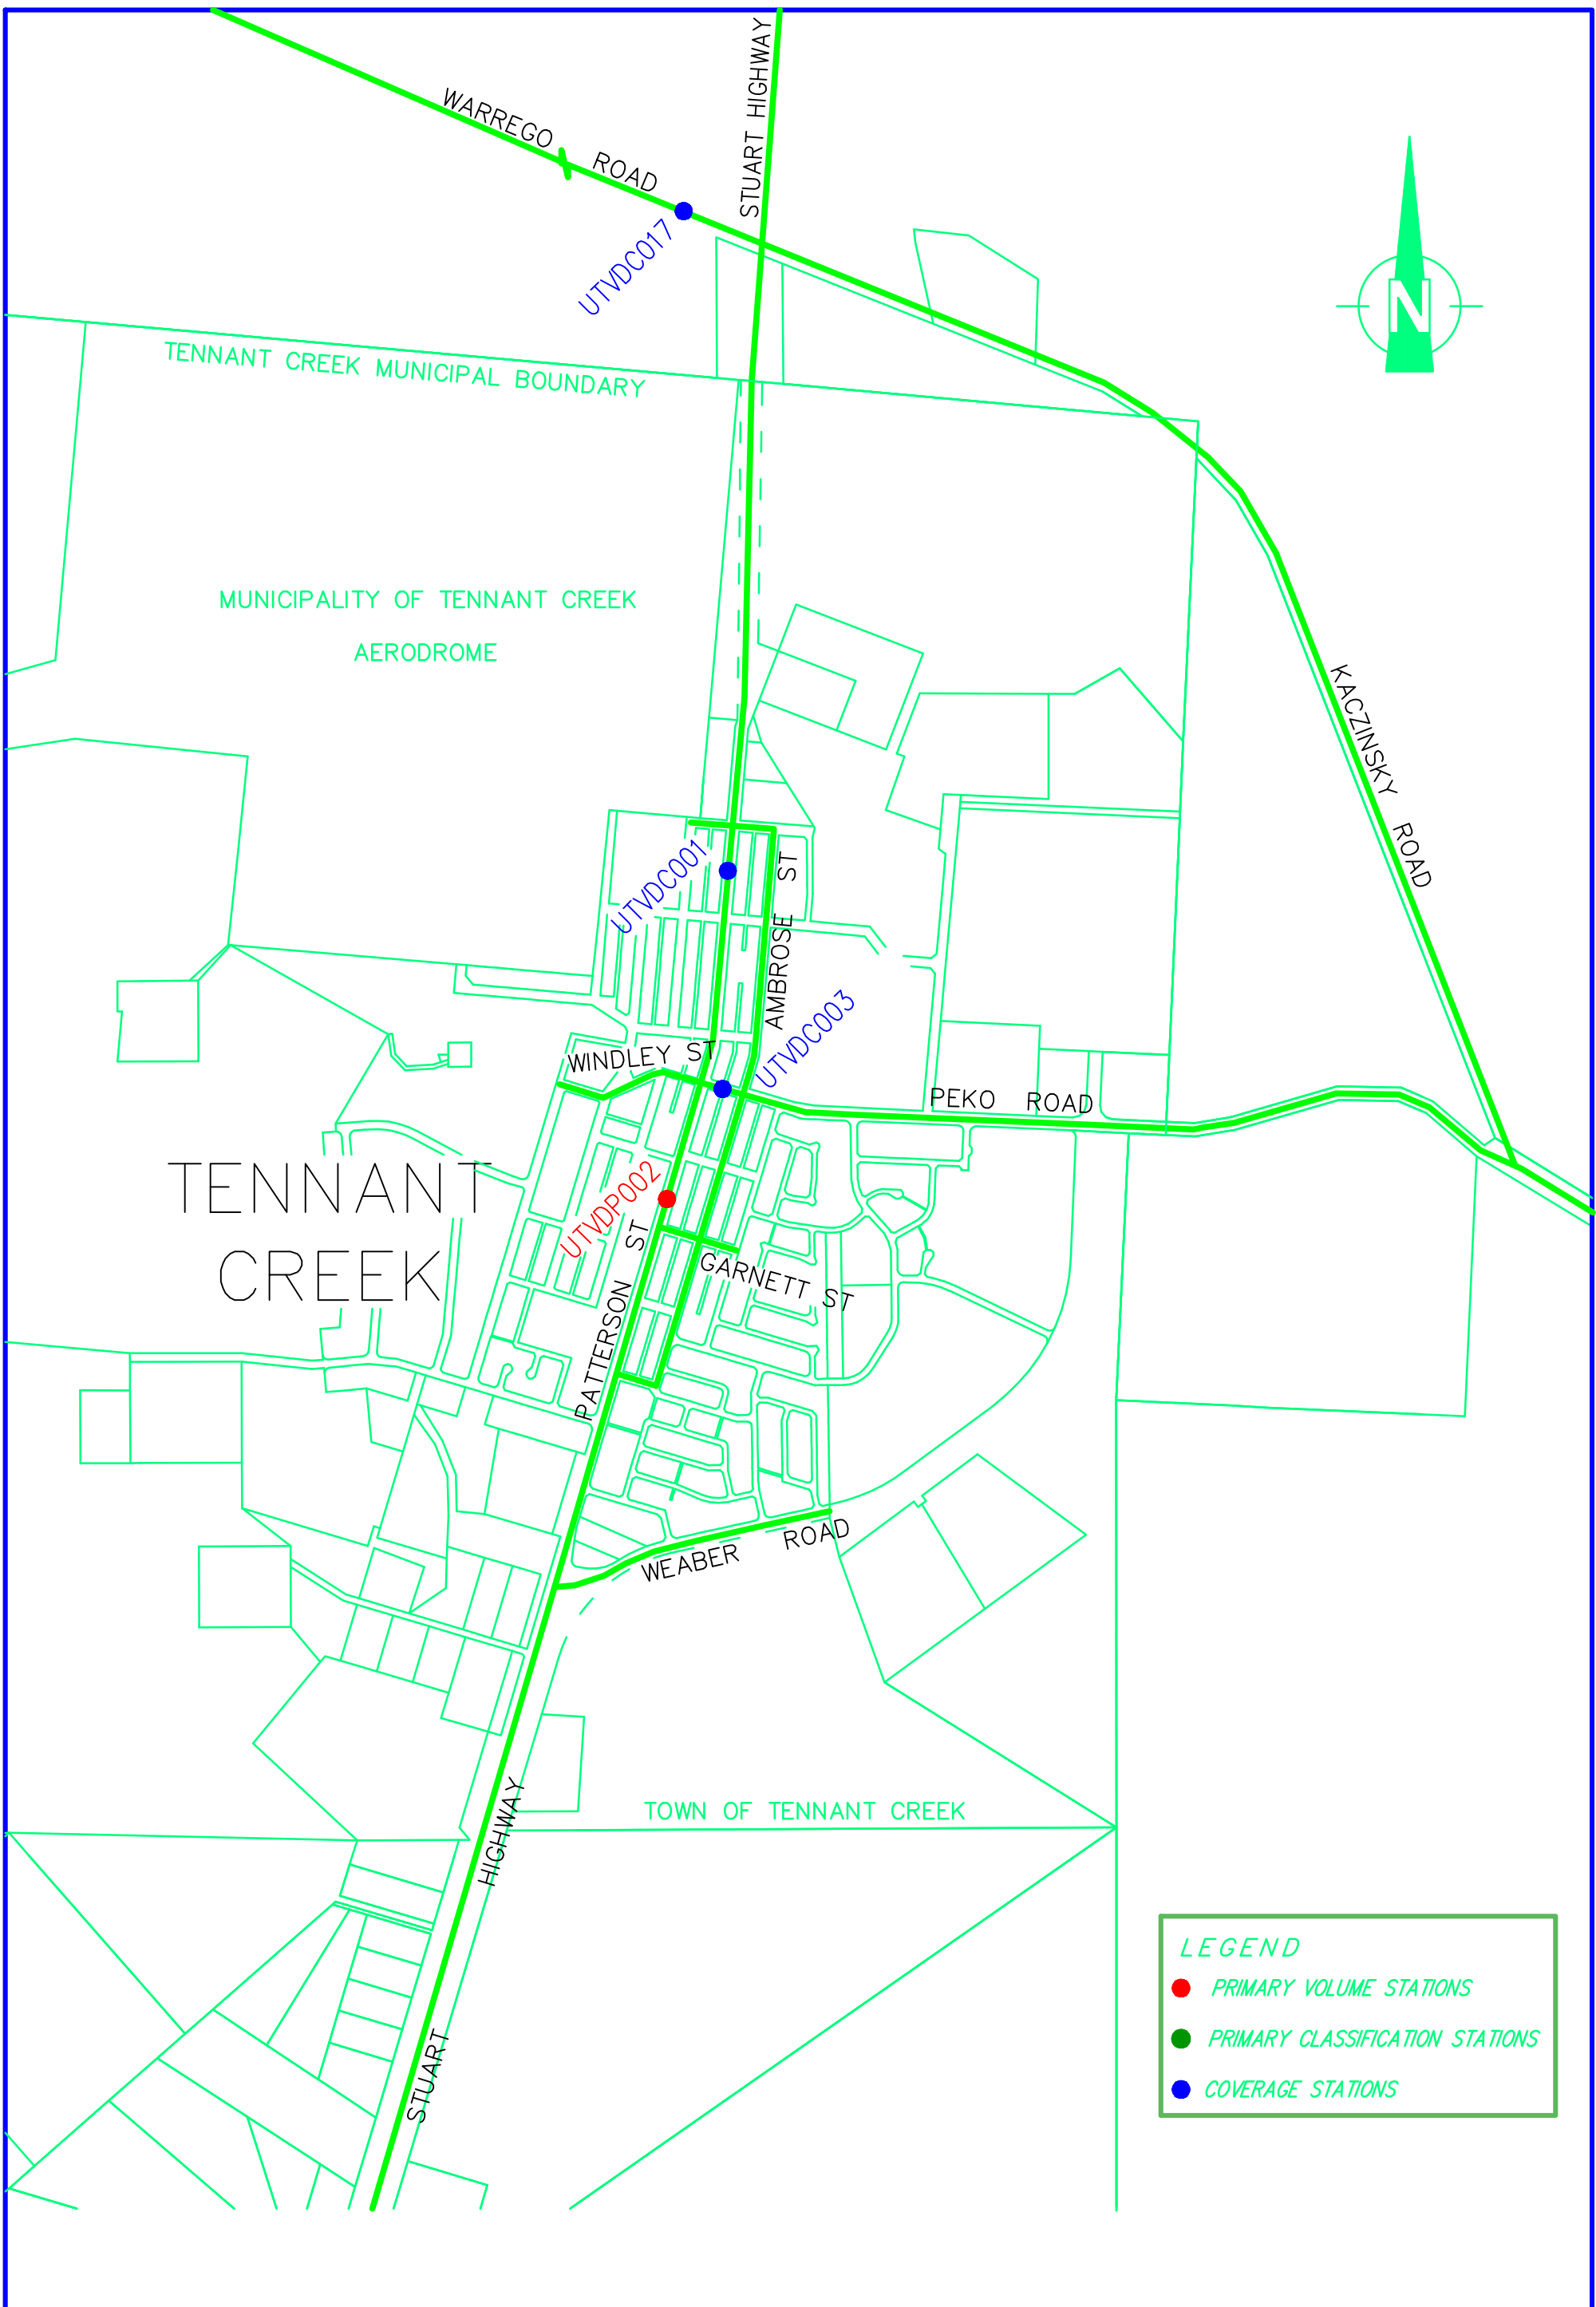 STUART HIGHWAY
WARREGO ROAD
UTVDC017
N
TENNANT CREEK MUNICIPAL BOUNDARY
MUNICIPALITY OF TENNANT CREEK
AERODROME
KACZINSKY ROAD
UTVDC001
AMBROSE ST
UTVDC003
WINDLEY ST
PEKO ROAD
TENNANT
CREEK
UTVDP002
PATTERSON ST
GARNETT ST
WEABER ROAD
TOWN OF TENNANT CREEK
STUART HIGHWAY
LEGEND
PRIMARY VOLUME STATIONS
PRIMARY CLASSIFICATION STATIONS
COVERAGE STATIONS